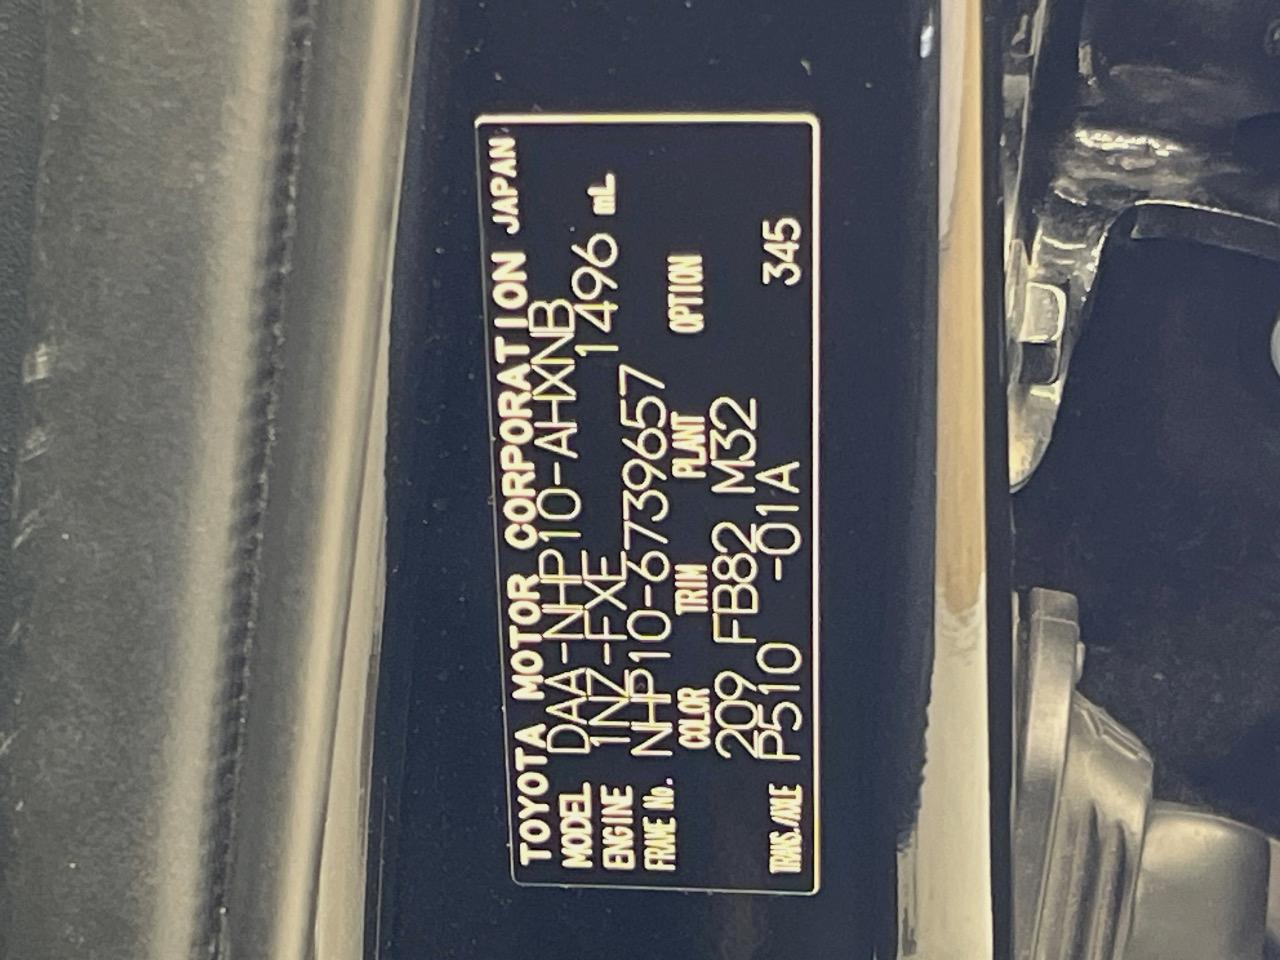 TOYOTA MOTOR CORPORATION JAPAN
MODEL DAA-NHP10-AHXNB
ENGINE 1NZ-FXE 1496 mL
FRAME No. NHP10-6739657
COLOR TRIM PLANT OPTION
209 FB82 M32
TRANS./AXLE P510 -01A 345